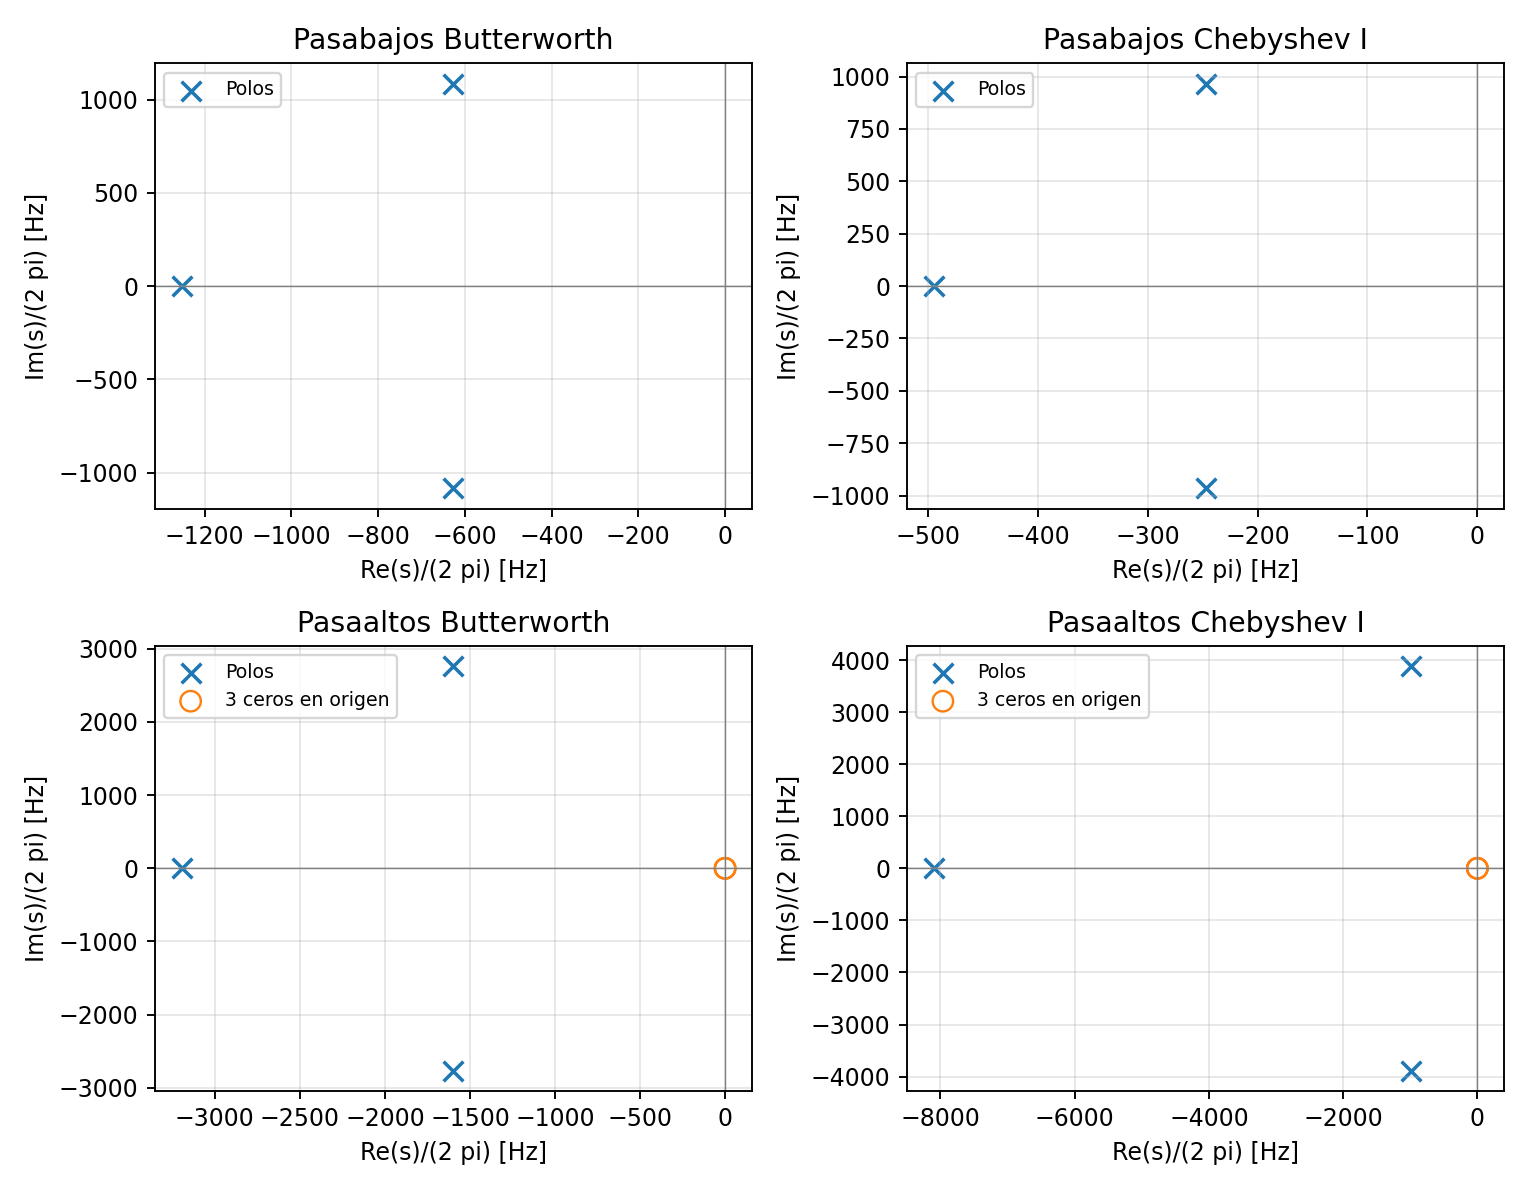 Pasabajos Butterworth
Polos
1000
500
0
−500
−1000
Im(s)/(2 pi) [Hz]
−1200 −1000 −800 −600 −400 −200 0
Re(s)/(2 pi) [Hz]
Pasabajos Chebyshev I
Polos
1000
750
500
250
0
−250
−500
−750
−1000
Im(s)/(2 pi) [Hz]
−500 −400 −300 −200 −100 0
Re(s)/(2 pi) [Hz]
Pasaaltos Butterworth
Polos
3 ceros en origen
3000
2000
1000
0
−1000
−2000
−3000
Im(s)/(2 pi) [Hz]
−3000 −2500 −2000 −1500 −1000 −500 0
Re(s)/(2 pi) [Hz]
Pasaaltos Chebyshev I
Polos
3 ceros en origen
4000
3000
2000
1000
0
−1000
−2000
−3000
−4000
Im(s)/(2 pi) [Hz]
−8000 −6000 −4000 −2000 0
Re(s)/(2 pi) [Hz]